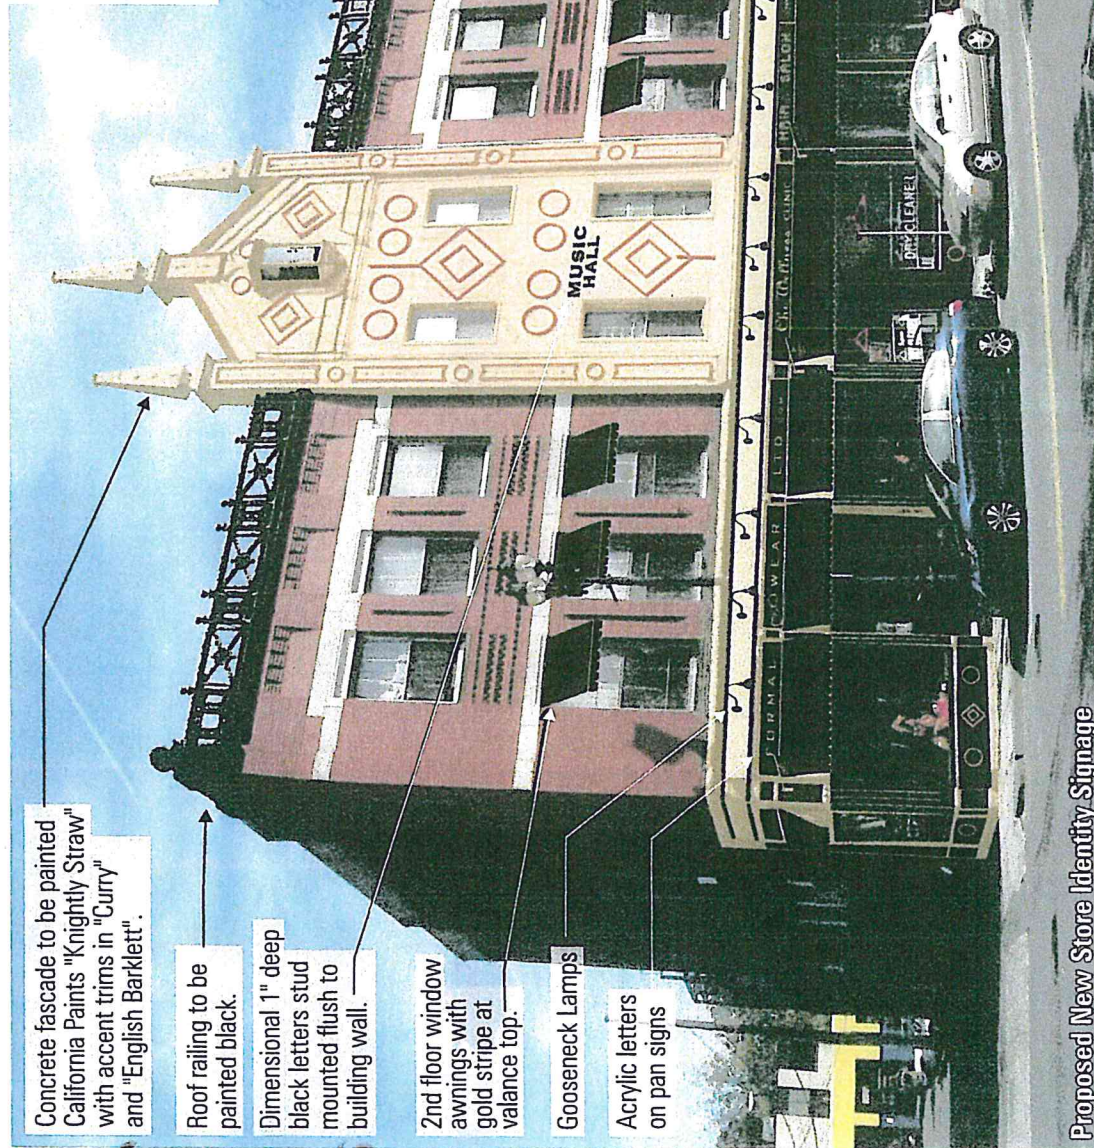 Concrete fascade to be painted
California Paints "Knightly Straw"
with accent trims in "Curry"
and "English Barklett".
Roof railing to be
painted black.
Dimensional 1" deep
black letters stud
mounted flush to
building wall.
2nd floor window
awnings with
gold stripe at
valance top.
Gooseneck Lamps
Acrylic letters
on pan signs
MUSIC
HALL
FORMAL
LTD
SALON
DRY CLEANER
Proposed New Store Identity Signage